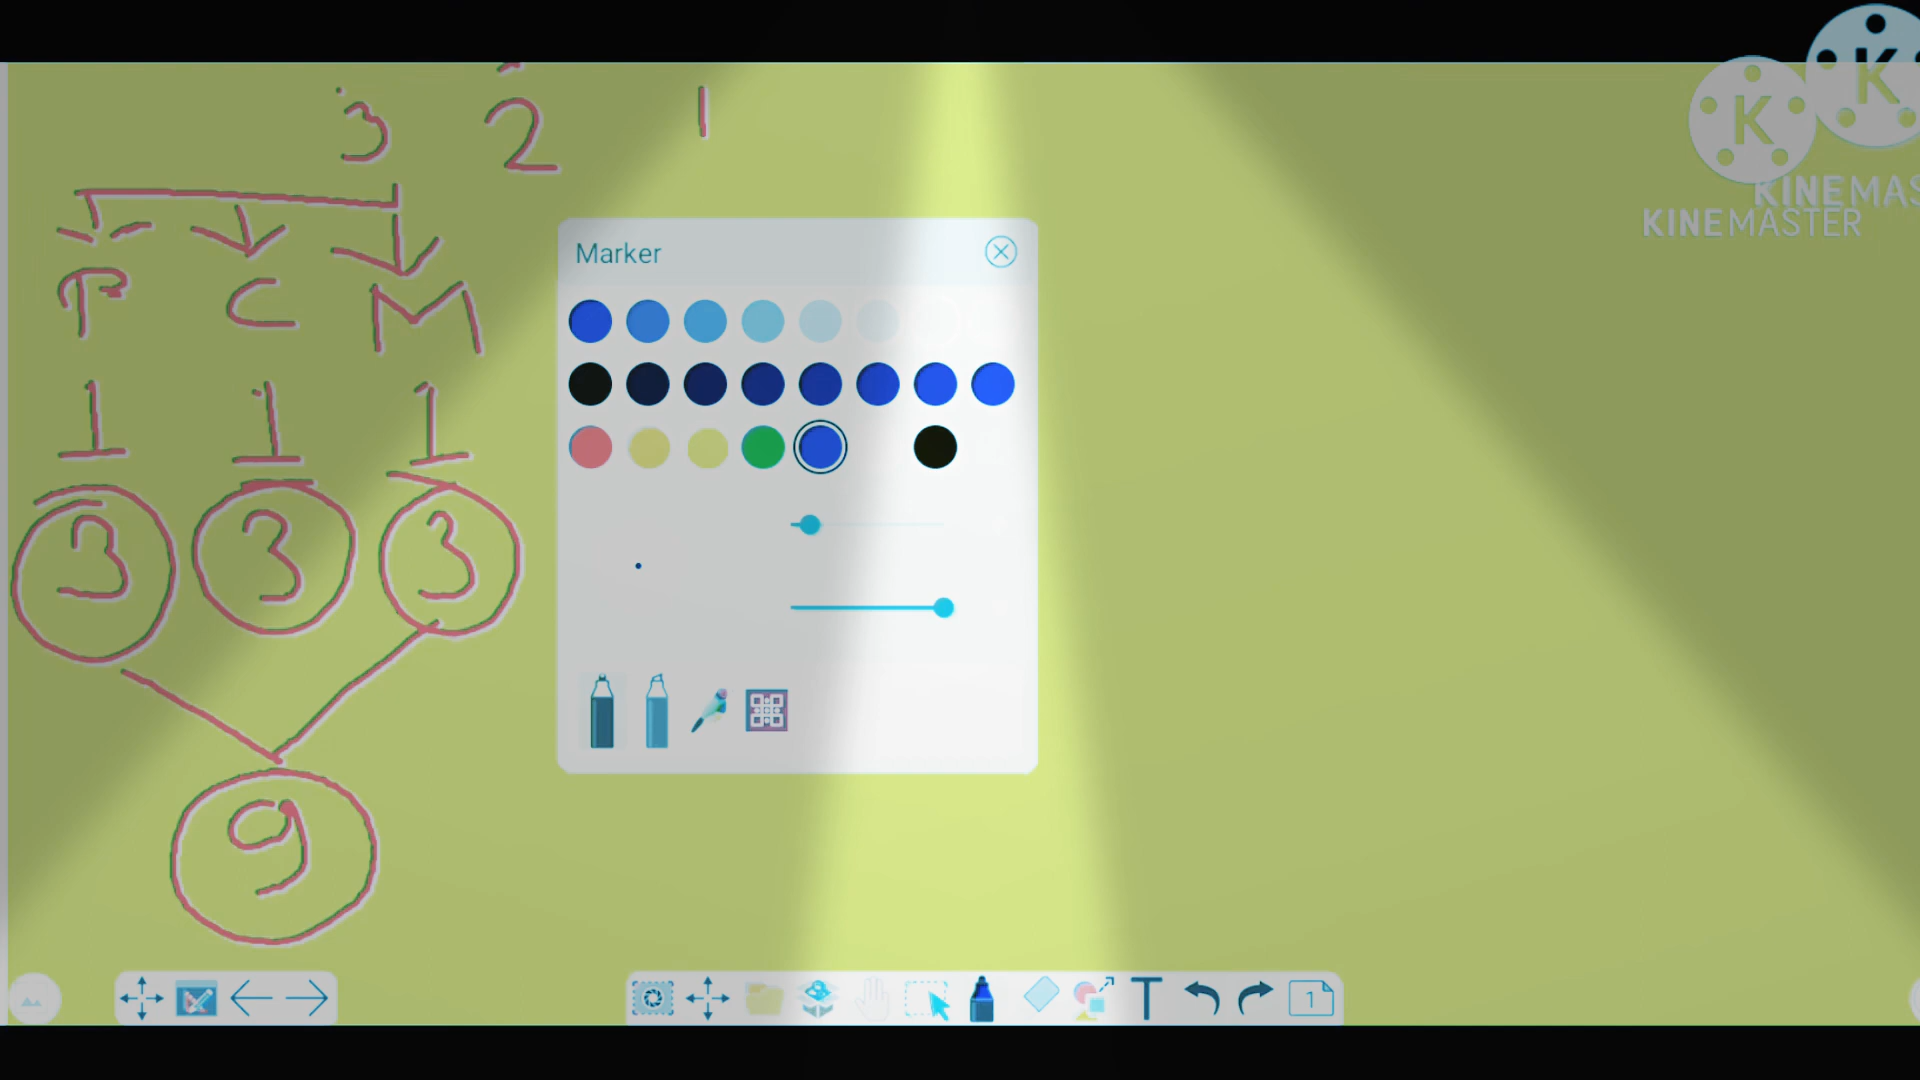 3 2 1
P C M
1 1 1
3 3 3
9
Marker
K
K
KINEMAS
KINEMASTER
T
1